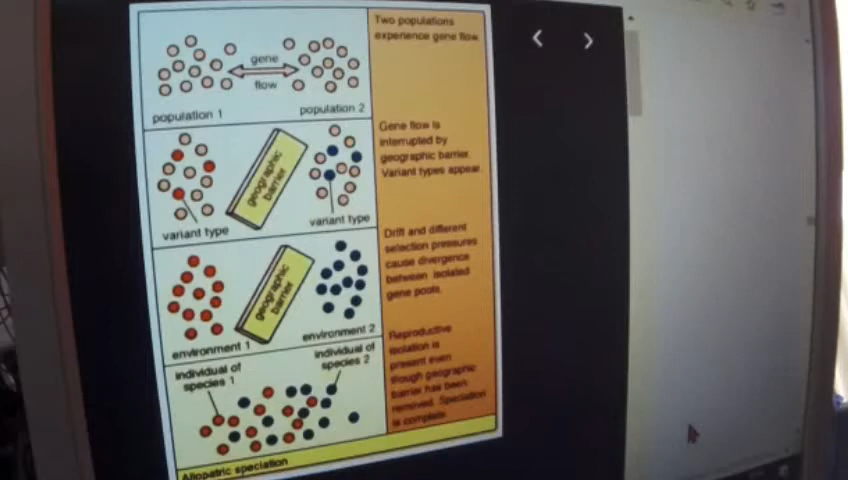 Two populations
experience gene flow.
gene
flow
population 1
population 2
Gene flow is
interrupted by
geographic barrier.
Variant types appear.
geographic
barrier
variant type
variant type
Drift and different
selection pressures
cause divergence
between isolated
gene pools.
geographic
barrier
environment 1
environment 2
Reproductive
isolation is
present even
though geographic
barrier has been
removed. Speciation
is complete.
individual of
species 1
individual of
species 2
Allopatric speciation